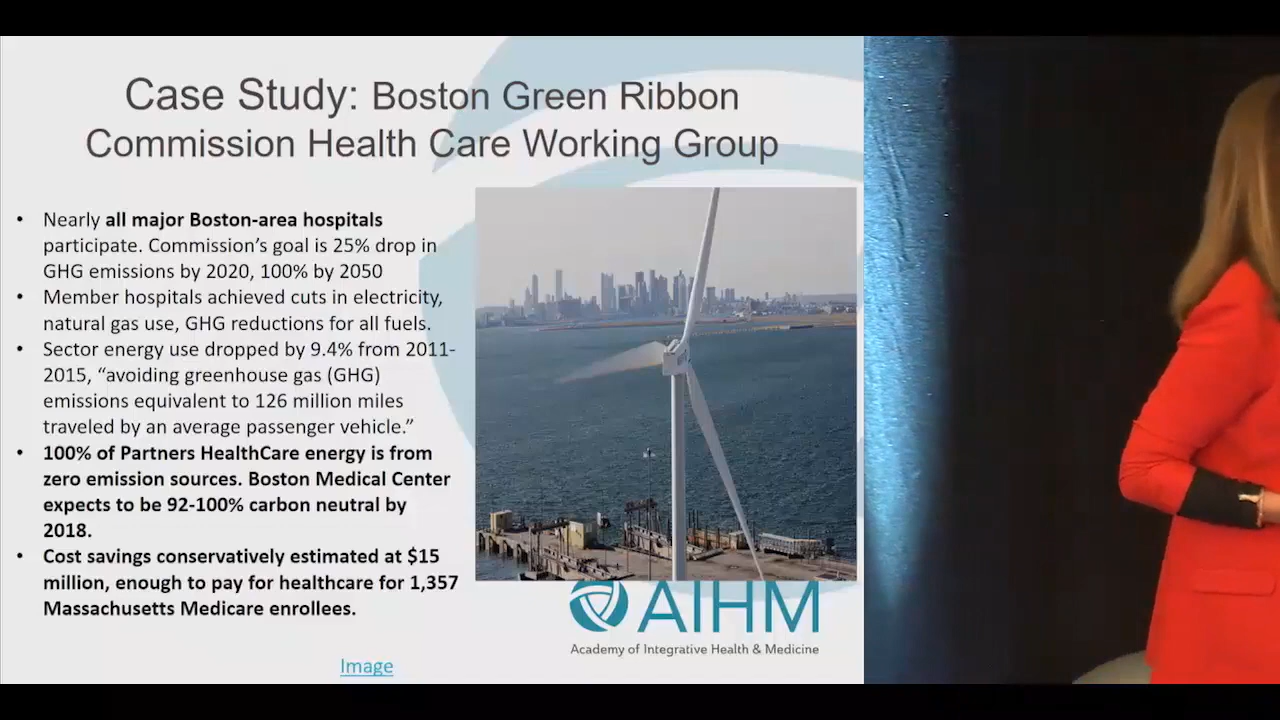 Case Study: Boston Green Ribbon
Commission Health Care Working Group
• Nearly all major Boston-area hospitals
participate. Commission’s goal is 25% drop in
GHG emissions by 2020, 100% by 2050
• Member hospitals achieved cuts in electricity,
natural gas use, GHG reductions for all fuels.
• Sector energy use dropped by 9.4% from 2011-
2015, “avoiding greenhouse gas (GHG)
emissions equivalent to 126 million miles
traveled by an average passenger vehicle.”
• 100% of Partners HealthCare energy is from
zero emission sources. Boston Medical Center
expects to be 92-100% carbon neutral by
2018.
• Cost savings conservatively estimated at $15
million, enough to pay for healthcare for 1,357
Massachusetts Medicare enrollees.
AIHM
Academy of Integrative Health & Medicine
Image